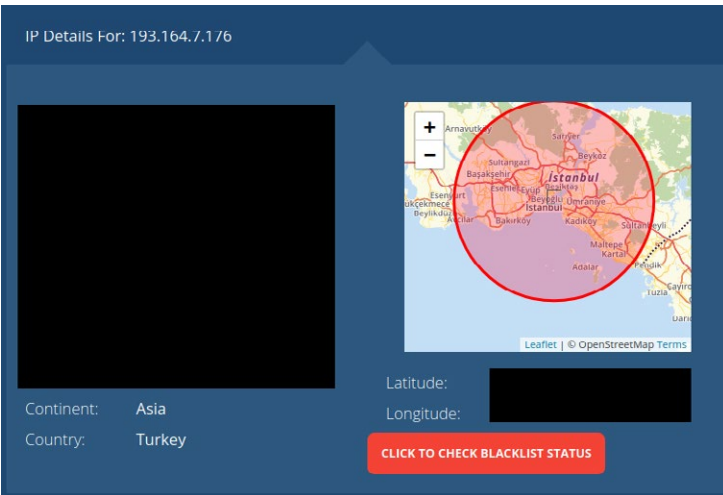 IP Details For: 193.164.7.176
+
−
Arnavutköy
Sarıyer
Beykoz
Sultangazi
Başakşehir
İstanbul
Esenler
Eyüp
Beşiktaş
Esenyurt
Beyoğlu
Ümraniye
İstanbul
Beylikdüzü
Avcılar
Bakırköy
Kadıköy
Sultanbeyli
Maltepe
Kartal
Adalar
Pendik
Tuzla
Leaflet | © OpenStreetMap Terms
Continent: Asia
Country: Turkey
Latitude:
Longitude:
CLICK TO CHECK BLACKLIST STATUS